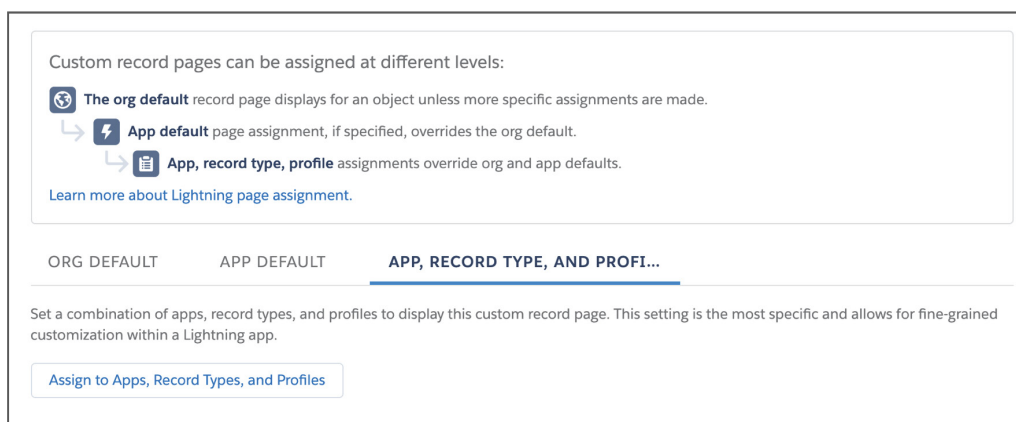 Custom record pages can be assigned at different levels:
The org default record page displays for an object unless more specific assignments are made.
App default page assignment, if specified, overrides the org default.
App, record type, profile assignments override org and app defaults.
Learn more about Lightning page assignment.
ORG DEFAULT APP DEFAULT APP, RECORD TYPE, AND PROFI...
Set a combination of apps, record types, and profiles to display this custom record page. This setting is the most specific and allows for fine-grained
customization within a Lightning app.
Assign to Apps, Record Types, and Profiles